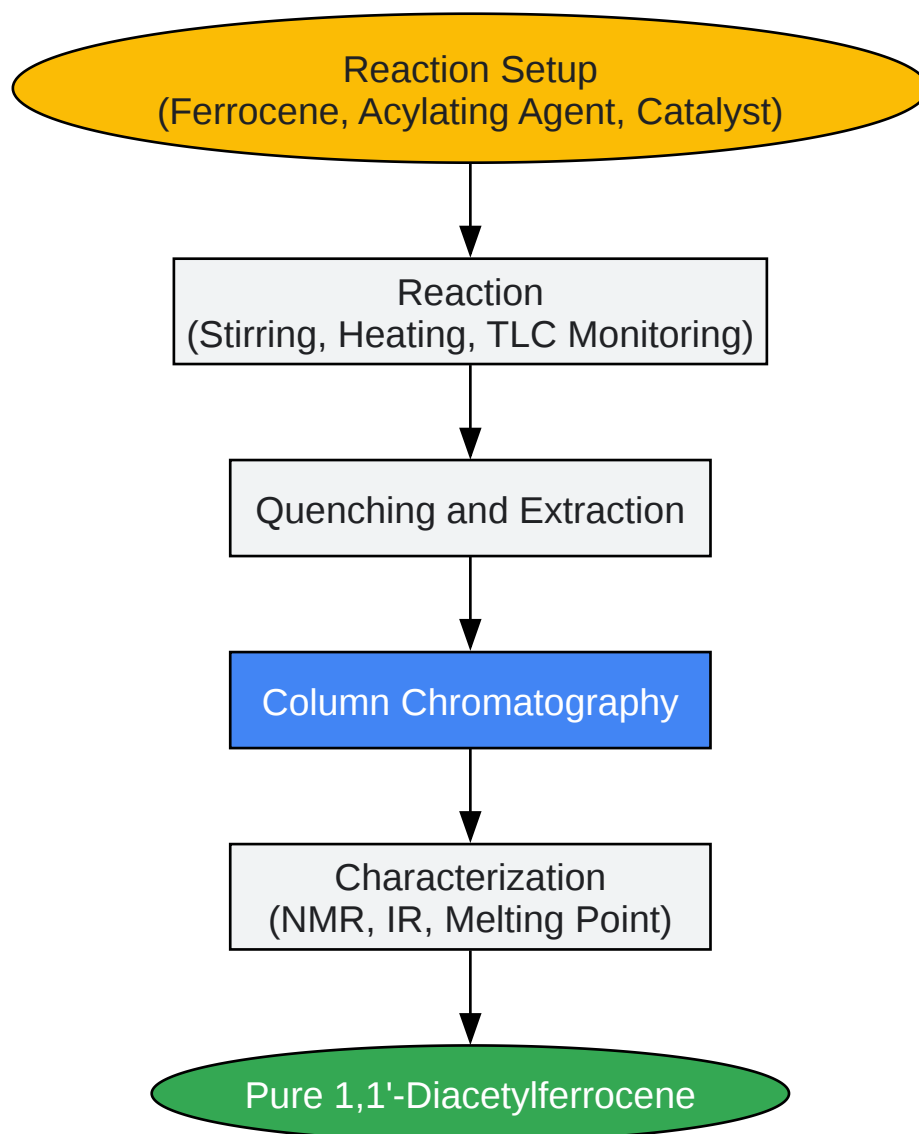 Reaction Setup
(Ferrocene, Acylating Agent, Catalyst)
Reaction
(Stirring, Heating, TLC Monitoring)
Quenching and Extraction
Column Chromatography
Characterization
(NMR, IR, Melting Point)
Pure 1,1'-Diacetylferrocene